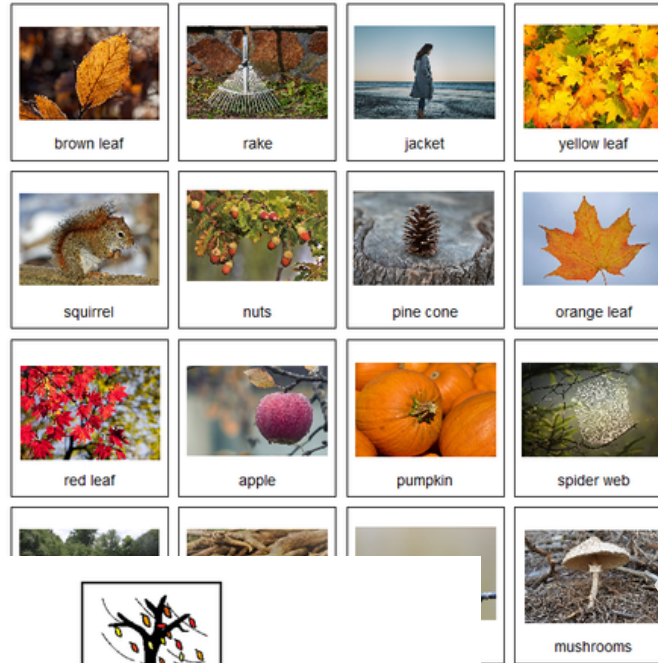 brown leaf
rake
jacket
yellow leaf
squirrel
nuts
pine cone
orange leaf
red leaf
apple
pumpkin
spider web
mushrooms